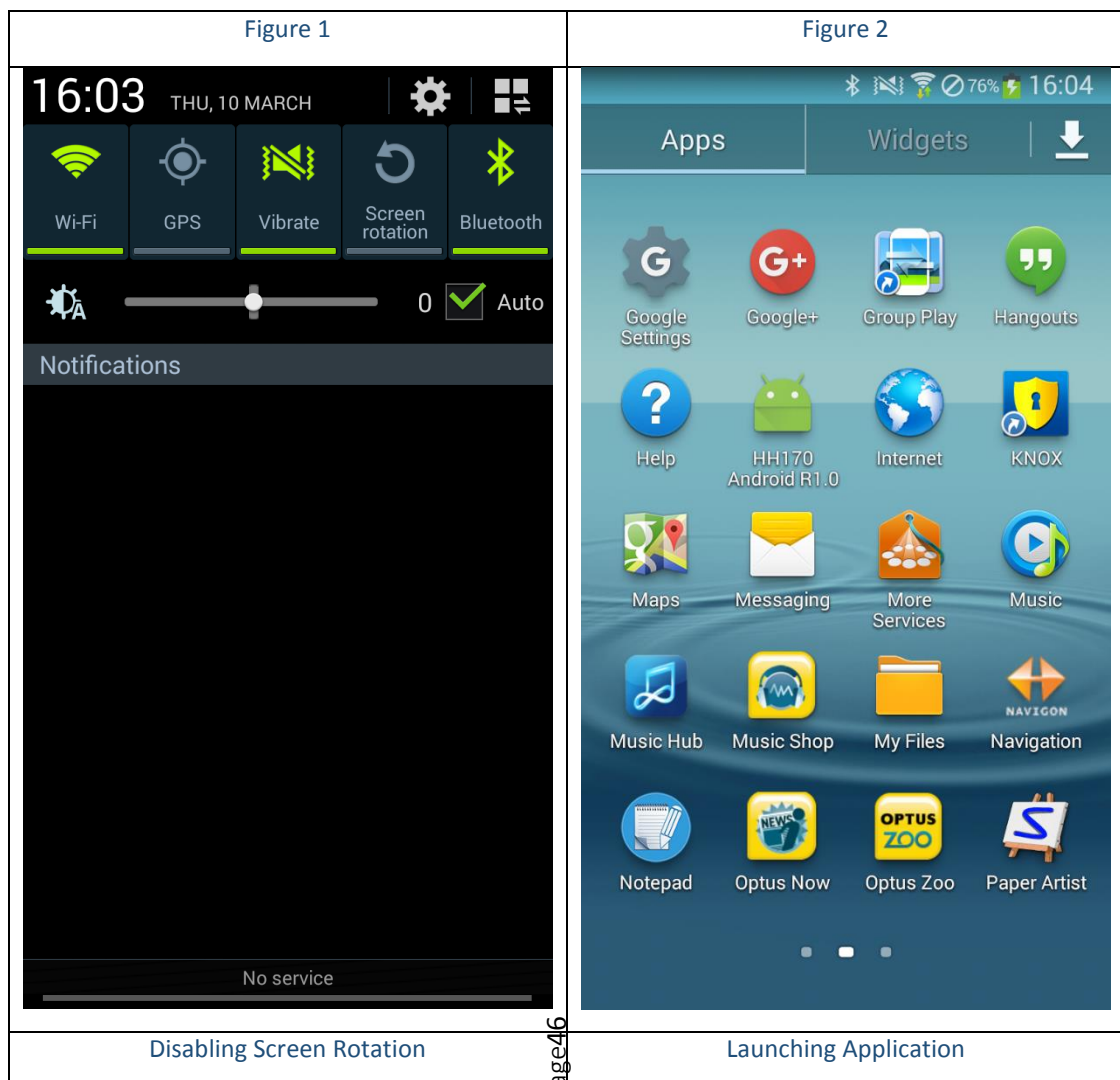 Figure 1
Figure 2
16:03 THU, 10 MARCH
Wi-Fi GPS Vibrate Screen rotation Bluetooth
0 Auto
Notifications
No service
76% 16:04
Apps Widgets
G G+
Google Settings Google+ Group Play Hangouts
?
Help HH170 Android R1.0 Internet KNOX
Maps Messaging More Services Music
NAVIGON
Music Hub Music Shop My Files Navigation
NEWS OPTUS ZOO
Notepad Optus Now Optus Zoo Paper Artist
Disabling Screen Rotation
age46
Launching Application